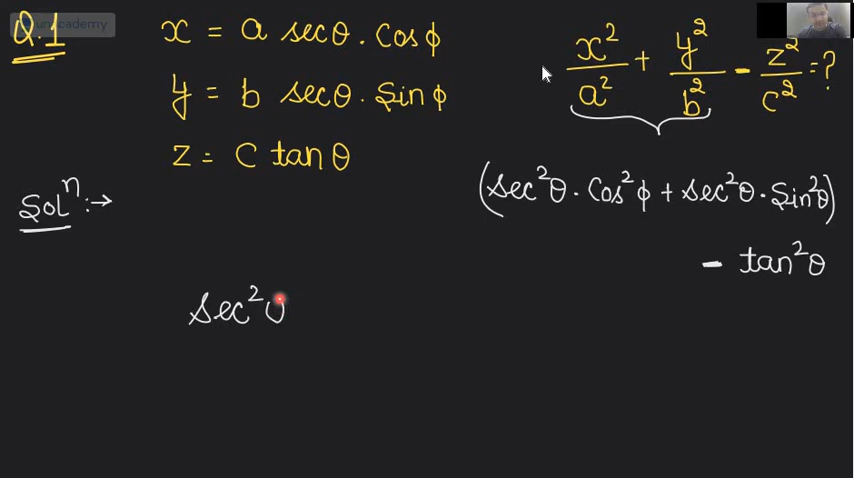 Q.1
x = a secθ . cosφ
y = b secθ . sinφ
z = c tanθ
x²/a² + y²/b² - z²/c² = ?
Solⁿ :→
(sec²θ . cos²φ + sec²θ . sin²θ)
- tan²θ
sec²θ